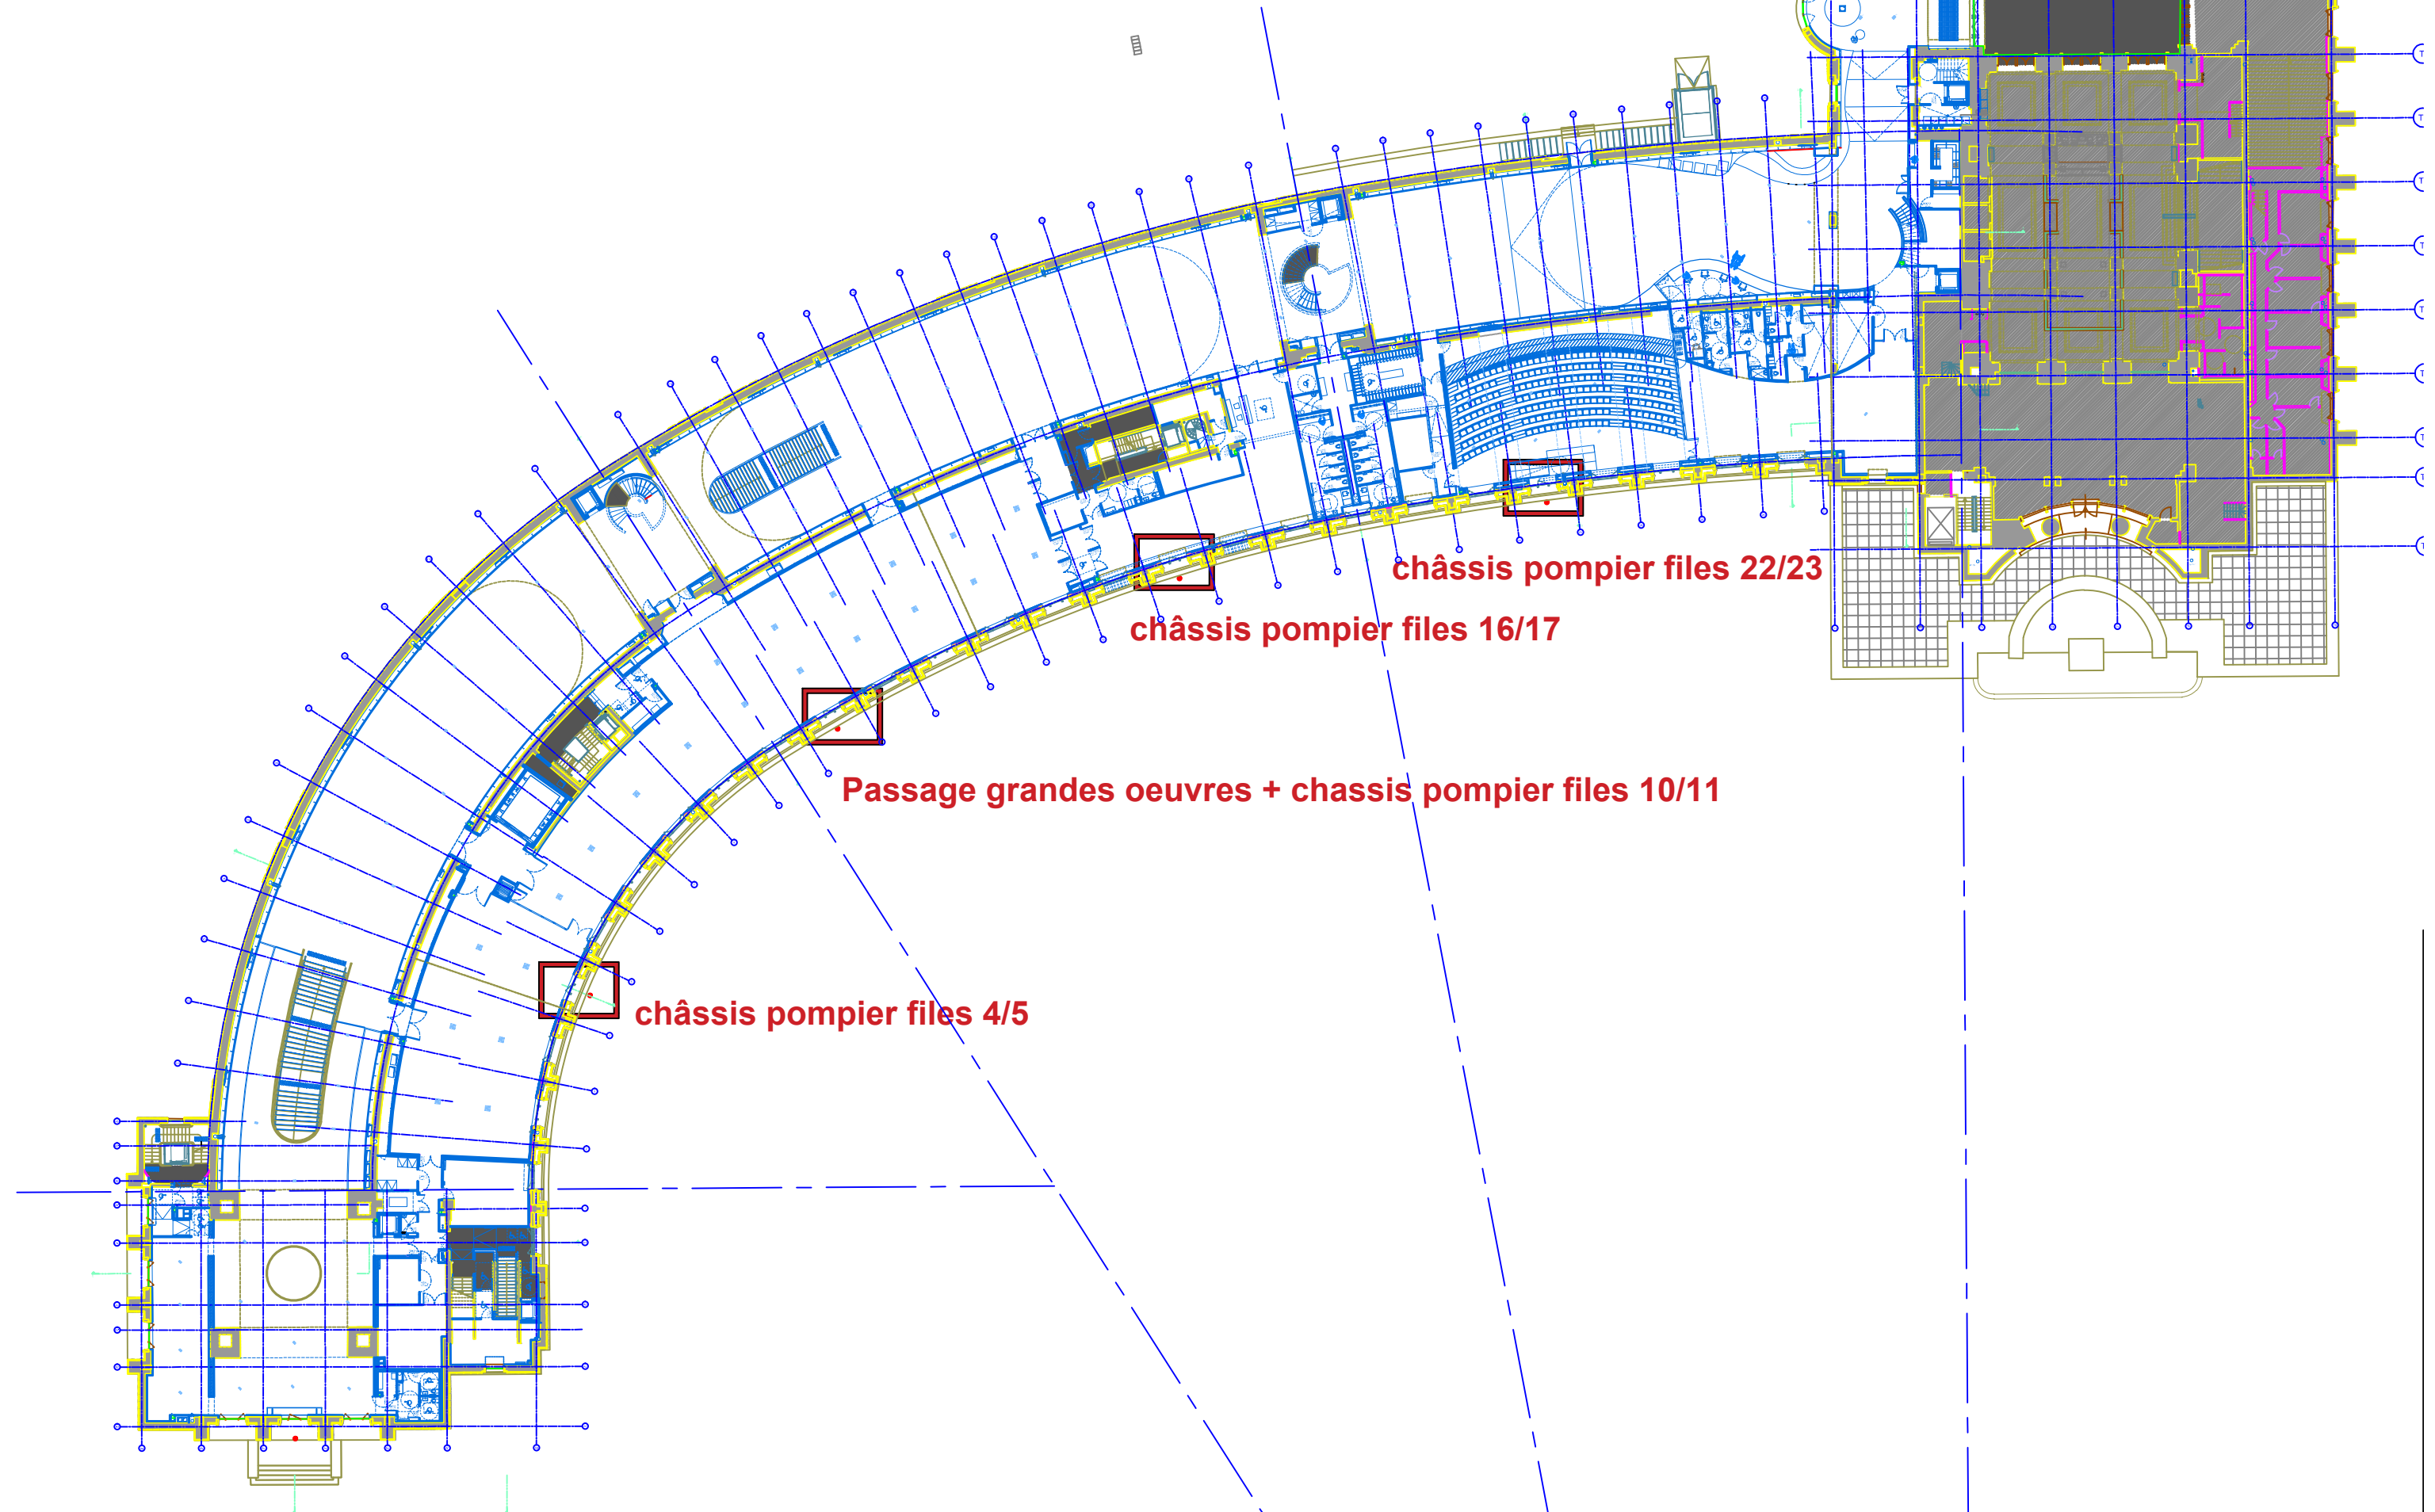 châssis pompier files 22/23
châssis pompier files 16/17
Passage grandes oeuvres + chassis pompier files 10/11
châssis pompier files 4/5